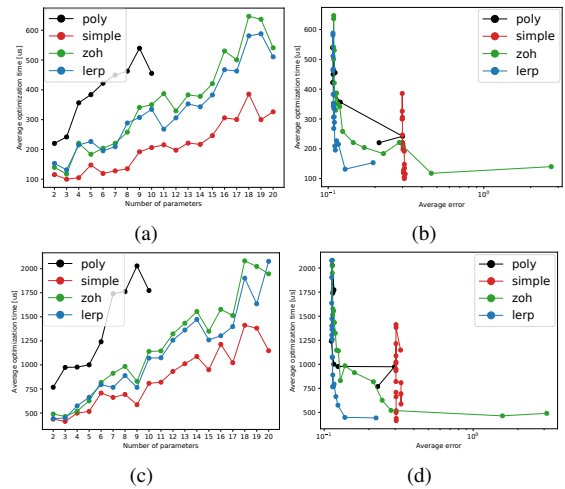 poly
simple
zoh
lerp
Average optimization time [us]
600
500
400
300
200
100
2 3 4 5 6 7 8 9 10 11 12 13 14 15 16 17 18 19 20
Number of parameters
(a)
poly
simple
zoh
lerp
Average optimization time [us]
600
500
400
300
200
100
10⁻¹ 10⁰
Average error
(b)
poly
simple
zoh
lerp
Average optimization time [us]
2000
1750
1500
1250
1000
750
500
2 3 4 5 6 7 8 9 10 11 12 13 14 15 16 17 18 19 20
Number of parameters
(c)
poly
simple
zoh
lerp
Average optimization time [us]
2000
1750
1500
1250
1000
750
500
10⁻¹ 10⁰
Average error
(d)